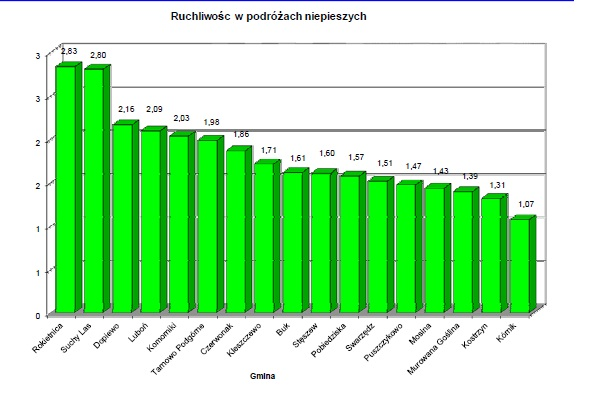 Ruchliwośc w podróżach niepieszych
3
3
2
2
1
1
0
2,83
2,80
2,16
2,09
2,03
1,98
1,86
1,71
1,61
1,60
1,57
1,51
1,47
1,43
1,39
1,31
1,07
Rokietnica
Suchy Las
Dopiewo
Luboń
Komorniki
Tarnowo Podgórne
Czerwonak
Kleszczewo
Buk
Stęszew
Pobiedziska
Swarzędz
Puszczykowo
Mosina
Murowana Goślina
Kostrzyn
Kórnik
Gmina